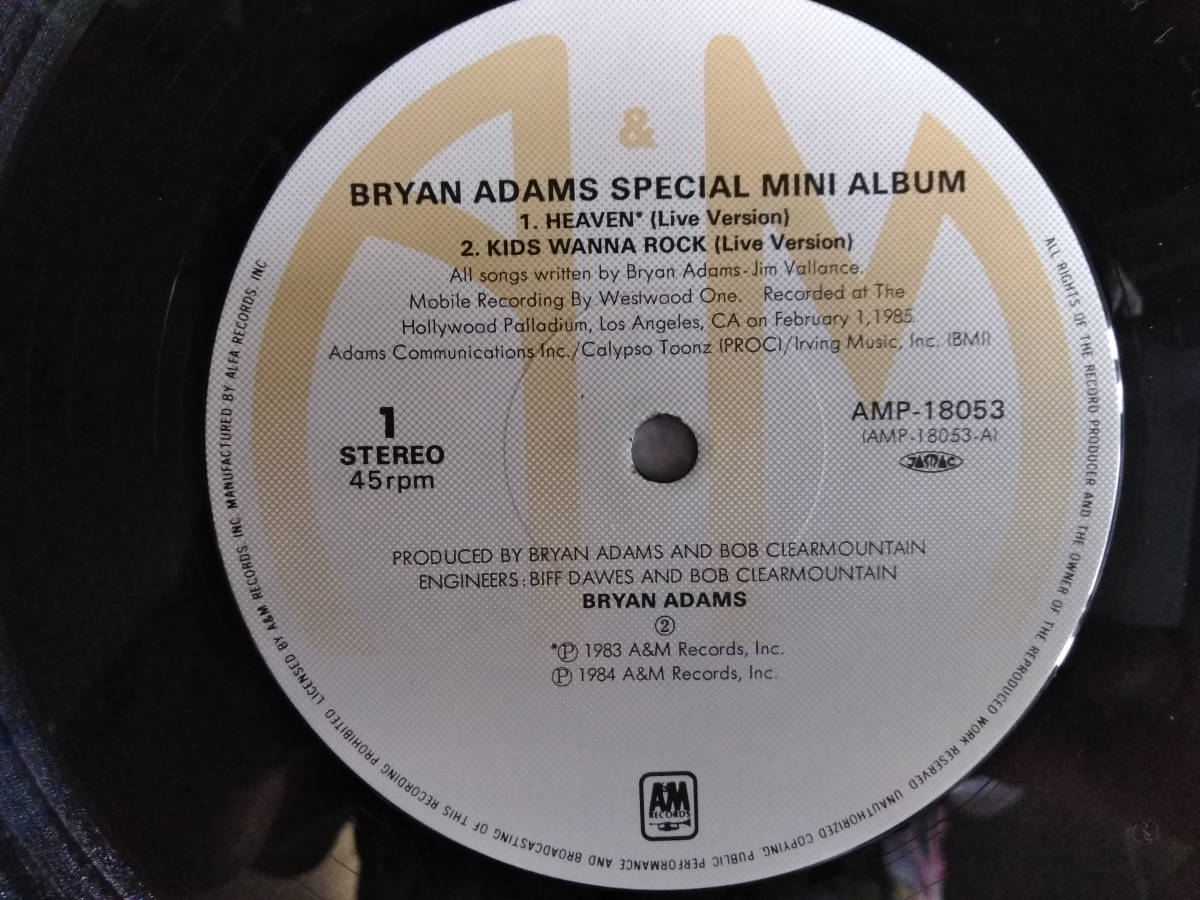 &
BRYAN ADAMS SPECIAL MINI ALBUM
1. HEAVEN* (Live Version)
2. KIDS WANNA ROCK (Live Version)
All songs written by Bryan Adams-Jim Vallance.
Mobile Recording By Westwood One. Recorded at The
Hollywood Palladium, Los Angeles, CA on February 1, 1985.
Adams Communications Inc./Calypso Toonz (PROC)/Irving Music, Inc. (BMI)
1
STEREO
45rpm
AMP-18053
(AMP-18053-A)
JASRAC
PRODUCED BY BRYAN ADAMS AND BOB CLEARMOUNTAIN
ENGINEERS: BIFF DAWES AND BOB CLEARMOUNTAIN
BRYAN ADAMS
②
*Ⓟ 1983 A&M Records, Inc.
Ⓟ 1984 A&M Records, Inc.
A&M
RECORDS
ALL RIGHTS OF THE RECORD PRODUCER AND THE OWNER OF THE REPRODUCED WORK RESERVED. UNAUTHORIZED COPYING, PUBLIC PERFORMANCE AND BROADCASTING OF THIS RECORDING PROHIBITED. LICENSED BY A&M RECORDS, INC. MANUFACTURED BY ALFA RECORDS, INC